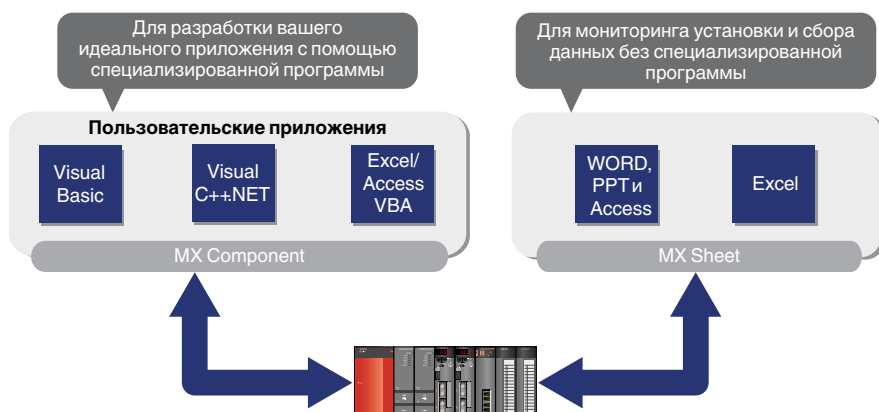 Для разработки вашего
идеального приложения с помощью
специализированной программы
Для мониторинга установки и сбора
данных без специализированной
программы
Пользовательские приложения
Visual
Basic
Visual
C++.NET
Excel/
Access
VBA
WORD,
PPT и
Access
Excel
MX Component
MX Sheet